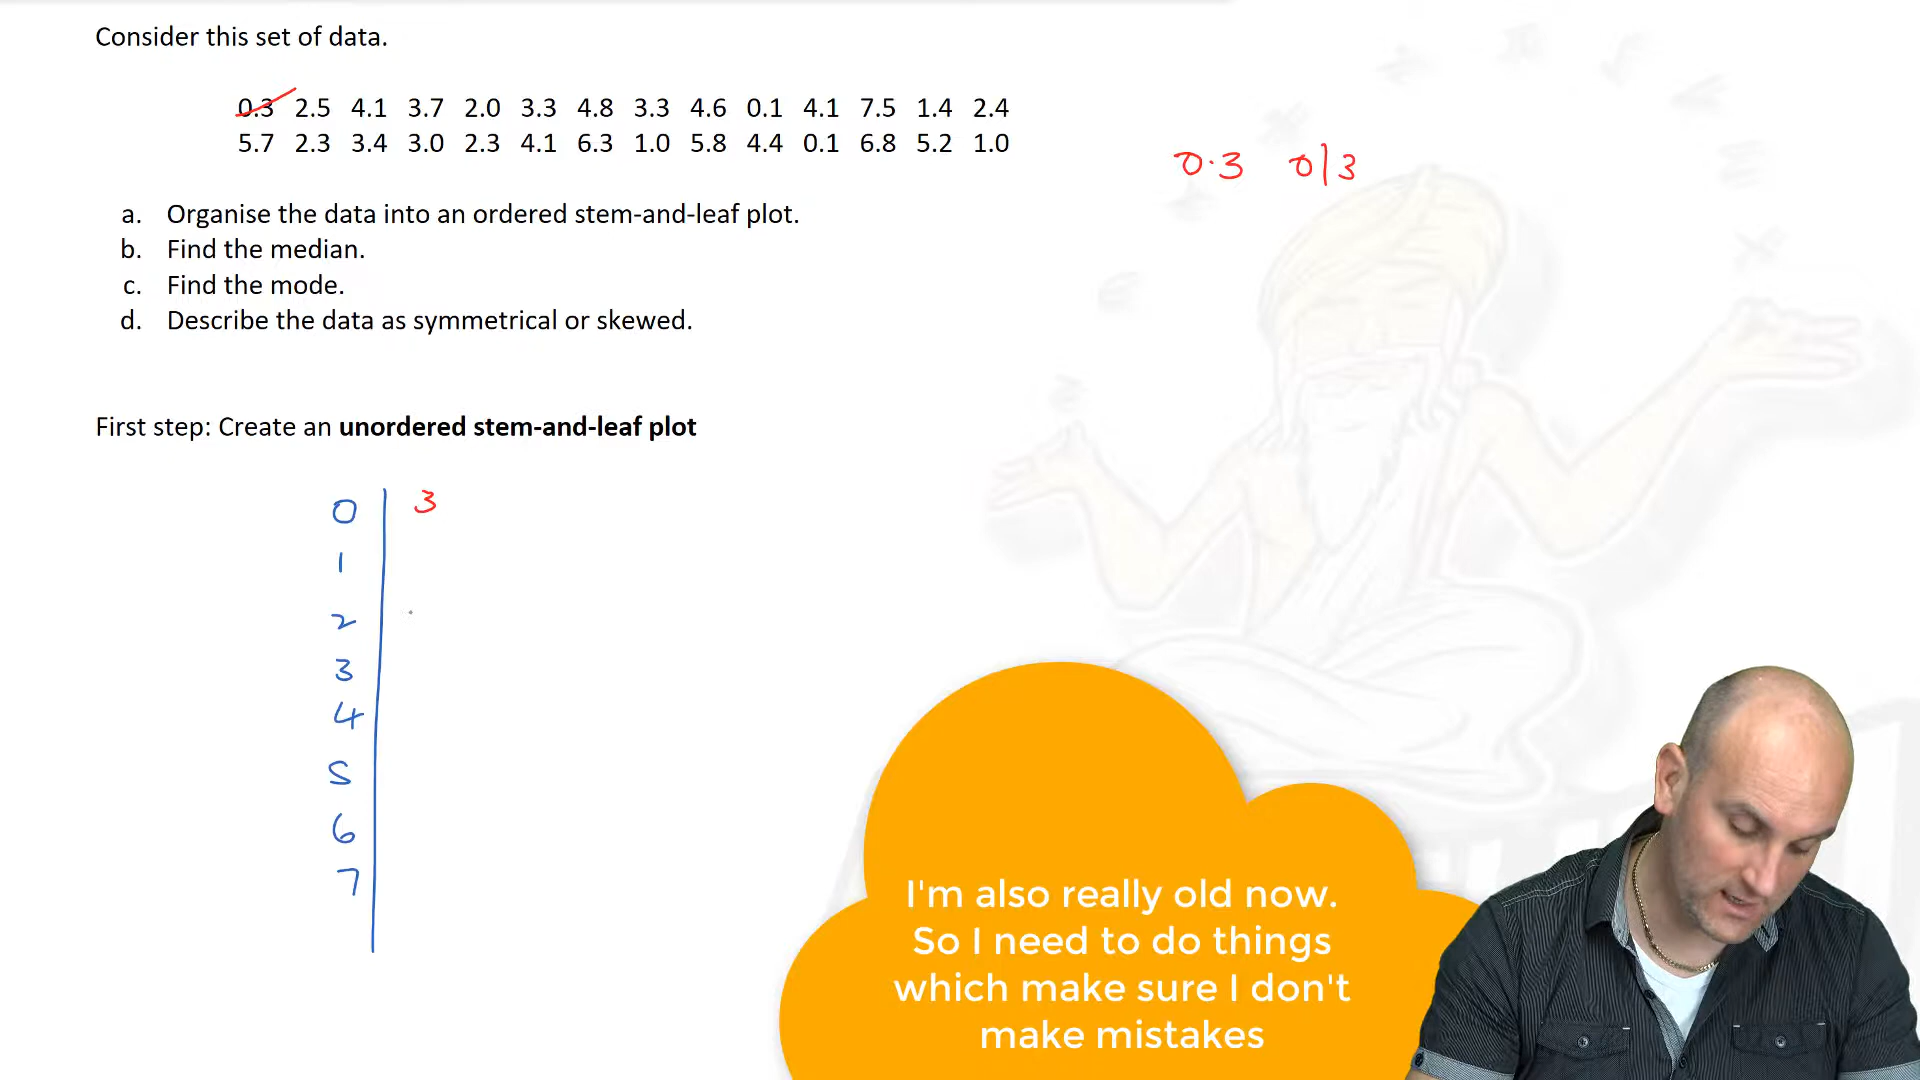 Consider this set of data.
0.3 2.5 4.1 3.7 2.0 3.3 4.8 3.3 4.6 0.1 4.1 7.5 1.4 2.4
5.7 2.3 3.4 3.0 2.3 4.1 6.3 1.0 5.8 4.4 0.1 6.8 5.2 1.0
0.3 0|3
a. Organise the data into an ordered stem-and-leaf plot.
b. Find the median.
c. Find the mode.
d. Describe the data as symmetrical or skewed.
First step: Create an unordered stem-and-leaf plot
0 | 3
1
2
3
4
5
6
7
I'm also really old now.
So I need to do things
which make sure I don't
make mistakes